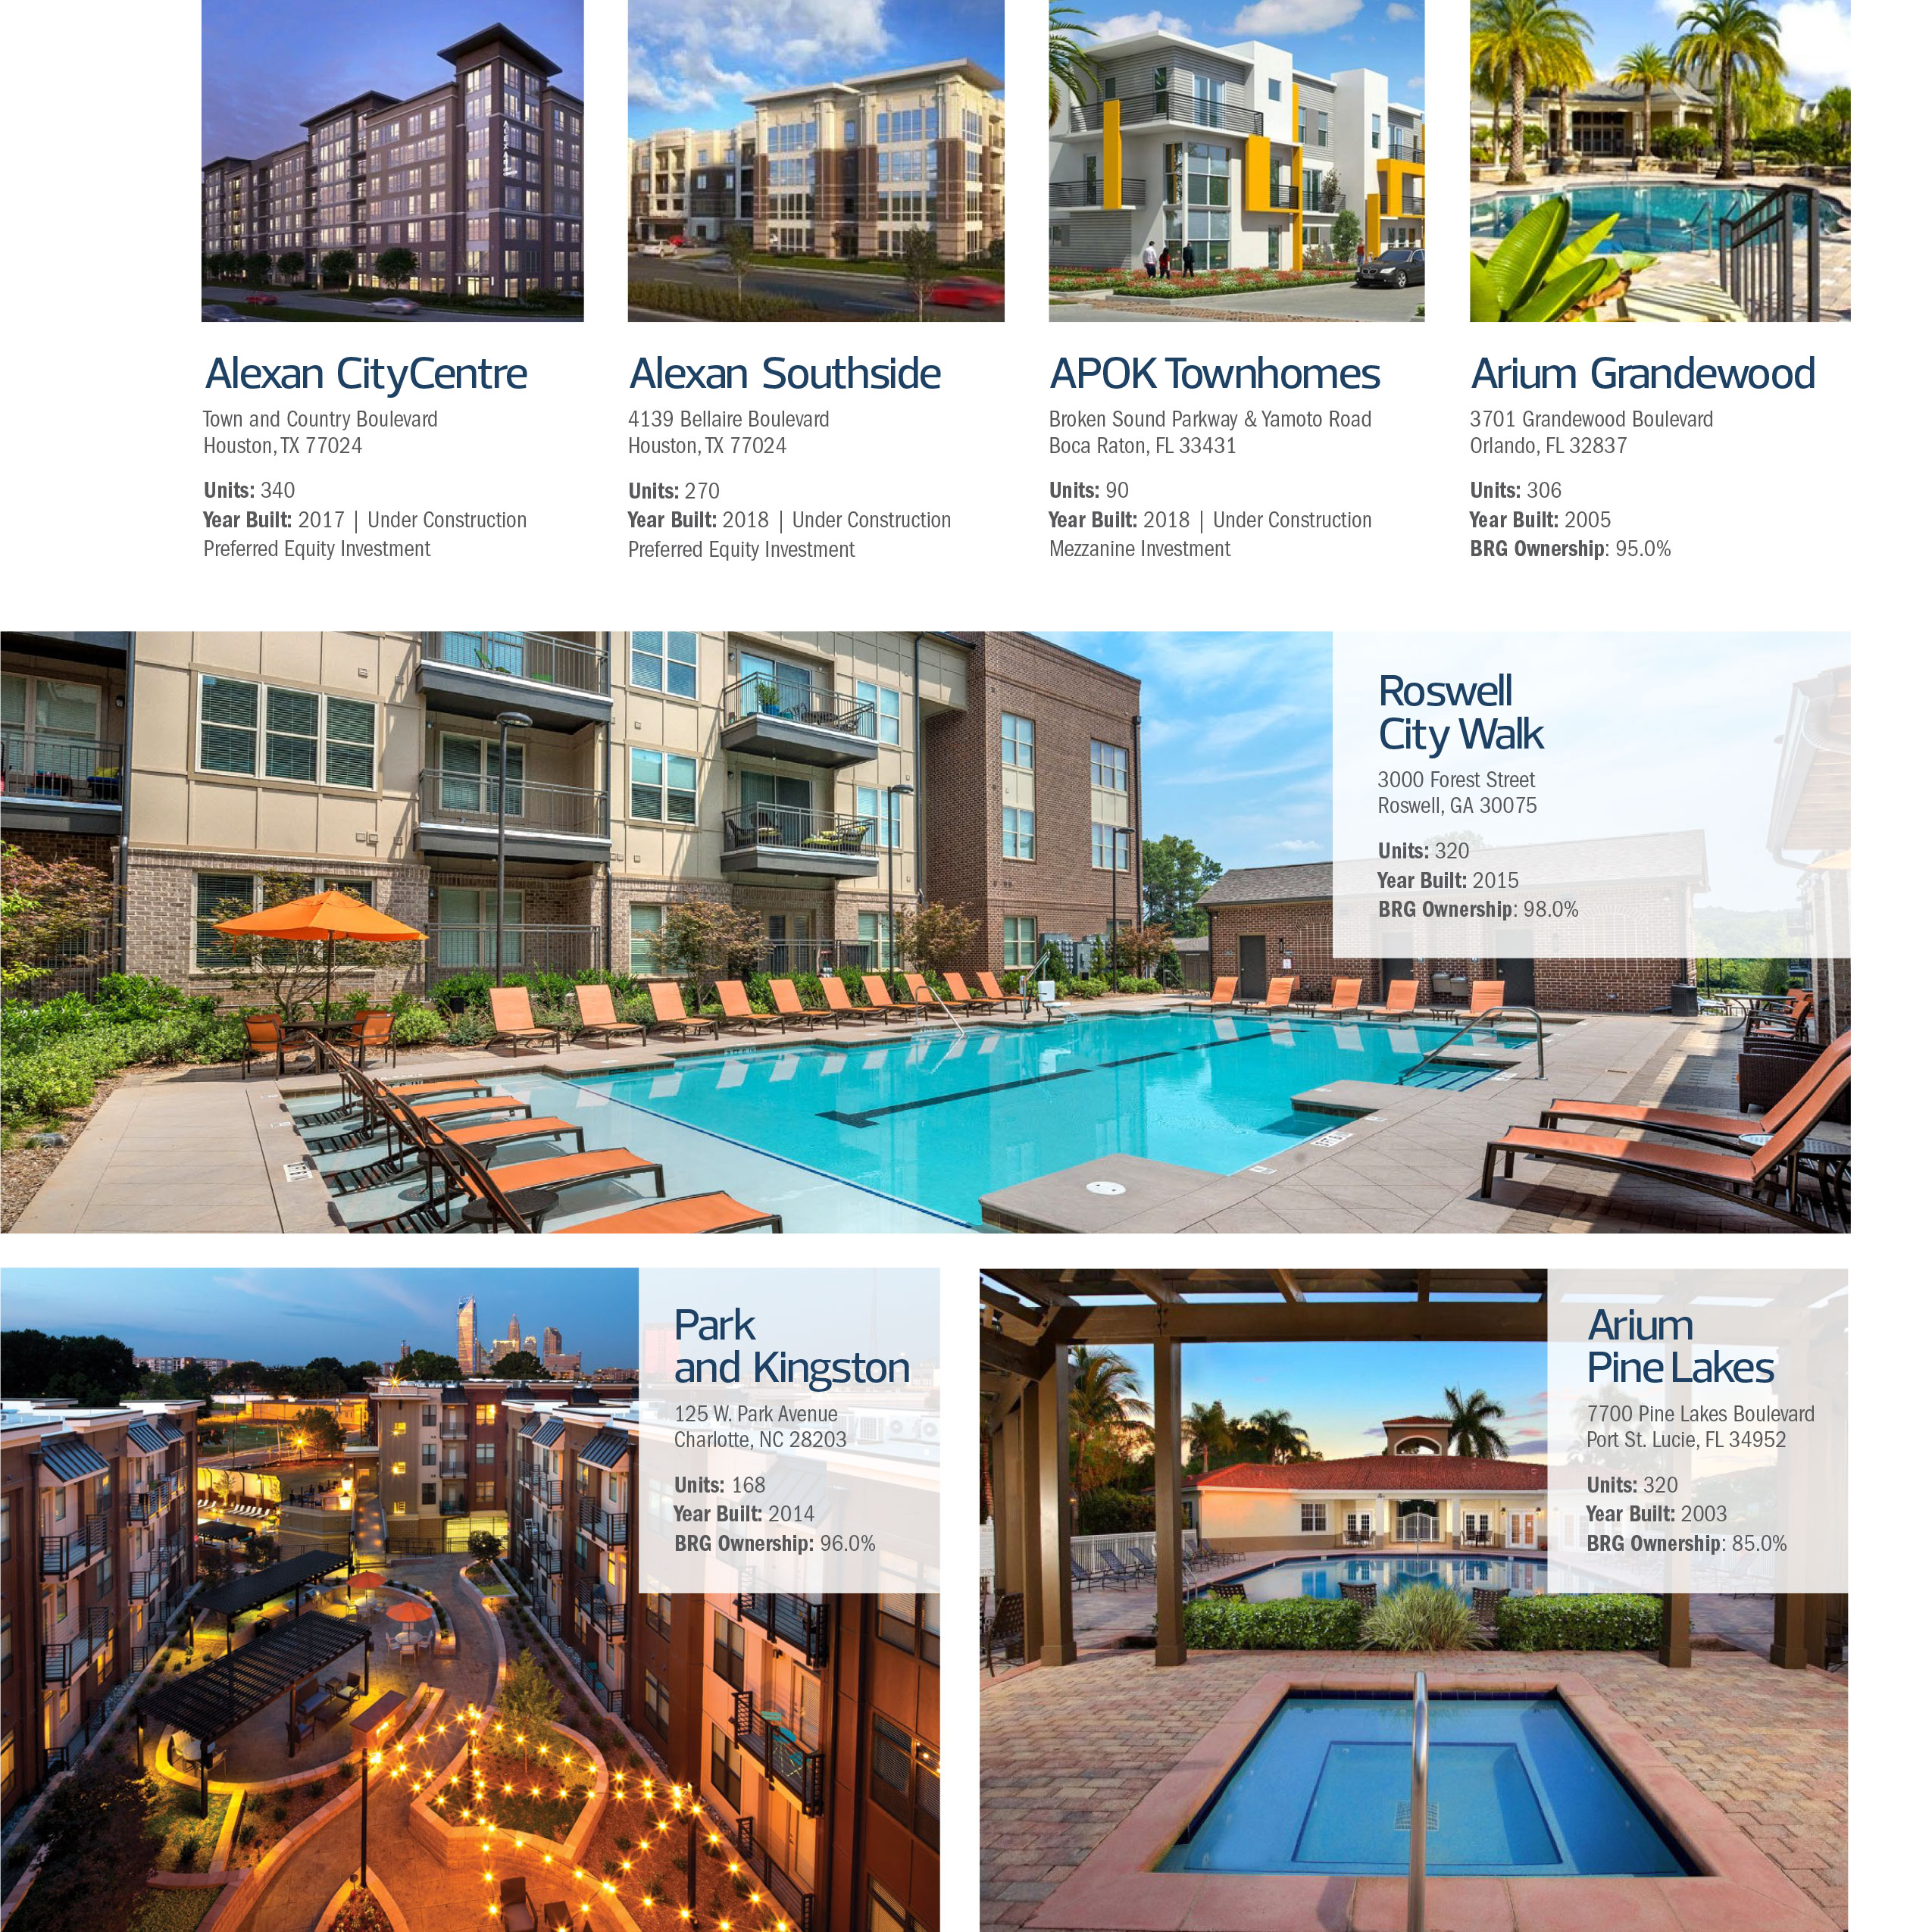 Alexan CityCentre
Town and Country Boulevard
Houston, TX 77024
Units: 340
Year Built: 2017 | Under Construction
Preferred Equity Investment
Alexan Southside
4139 Bellaire Boulevard
Houston, TX 77024
Units: 270
Year Built: 2018 | Under Construction
Preferred Equity Investment
APOK Townhomes
Broken Sound Parkway & Yamoto Road
Boca Raton, FL 33431
Units: 90
Year Built: 2018 | Under Construction
Mezzanine Investment
Arium Grandewood
3701 Grandewood Boulevard
Orlando, FL 32837
Units: 306
Year Built: 2005
BRG Ownership: 95.0%
Roswell
City Walk
3000 Forest Street
Roswell, GA 30075
Units: 320
Year Built: 2015
BRG Ownership: 98.0%
Park
and Kingston
125 W. Park Avenue
Charlotte, NC 28203
Units: 168
Year Built: 2014
BRG Ownership: 96.0%
Arium
Pine Lakes
7700 Pine Lakes Boulevard
Port St. Lucie, FL 34952
Units: 320
Year Built: 2003
BRG Ownership: 85.0%